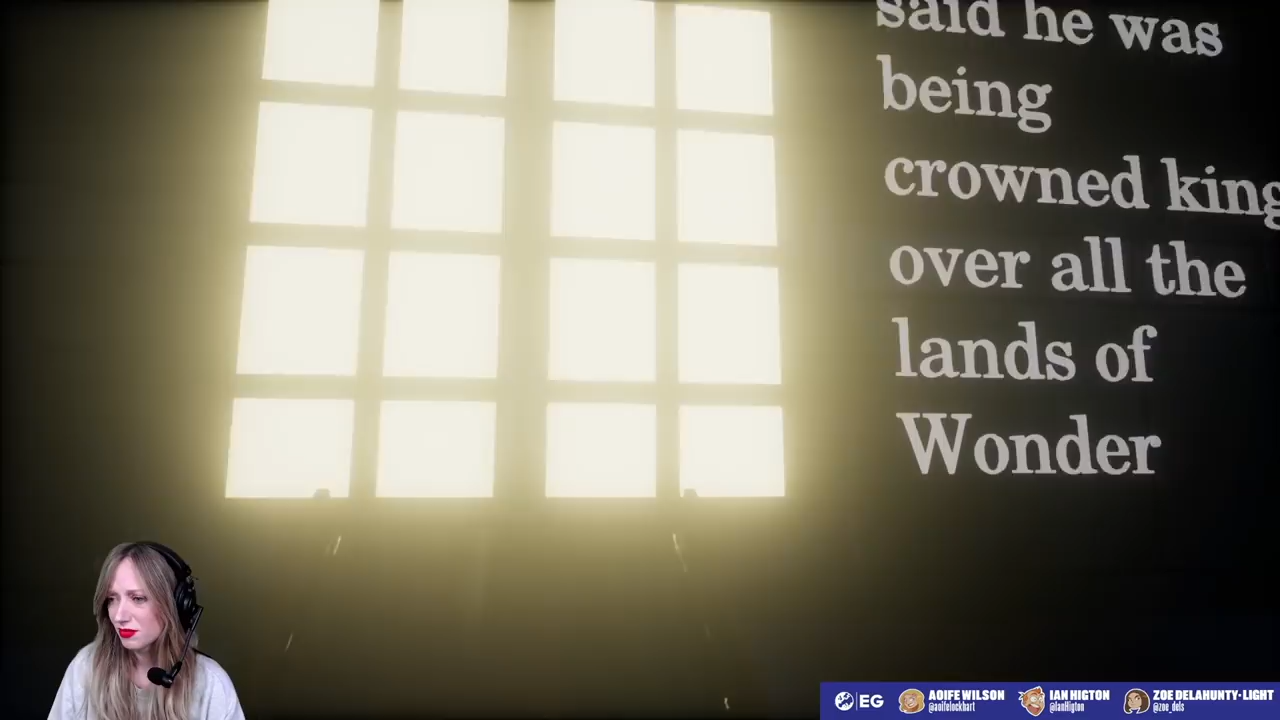 said he was
being
crowned king
over all the
lands of
Wonder
EG
AOIFE WILSON
@aoifelockhart
IAN HIGTON
@IanHigton
ZOE DELAHUNTY-LIGHT
@zoe_dels